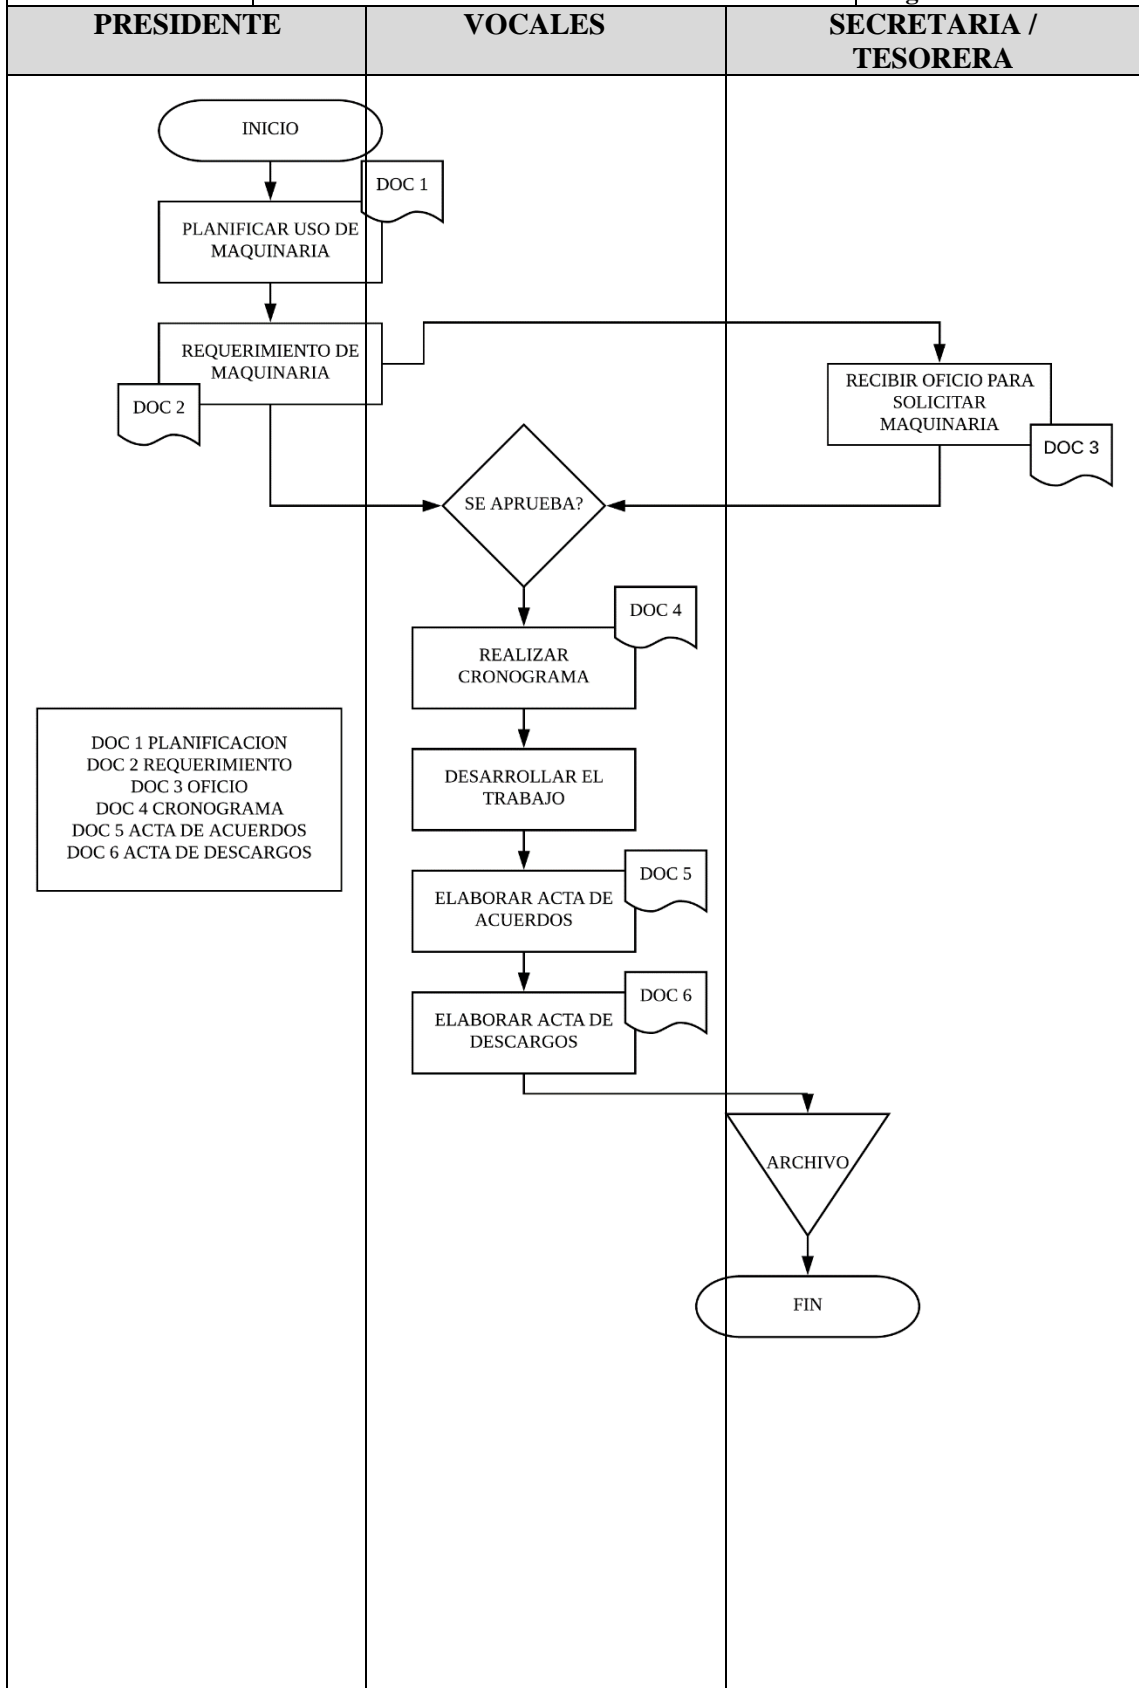 PRESIDENTE
VOCALES
SECRETARIA /
TESORERA
INICIO
DOC 1
PLANIFICAR USO DE
MAQUINARIA
REQUERIMIENTO DE
MAQUINARIA
DOC 2
RECIBIR OFICIO PARA
SOLICITAR
MAQUINARIA
DOC 3
SE APRUEBA?
DOC 4
REALIZAR
CRONOGRAMA
DOC 1 PLANIFICACION
DOC 2 REQUERIMIENTO
DOC 3 OFICIO
DOC 4 CRONOGRAMA
DOC 5 ACTA DE ACUERDOS
DOC 6 ACTA DE DESCARGOS
DESARROLLAR EL
TRABAJO
DOC 5
ELABORAR ACTA DE
ACUERDOS
DOC 6
ELABORAR ACTA DE
DESCARGOS
ARCHIVO
FIN